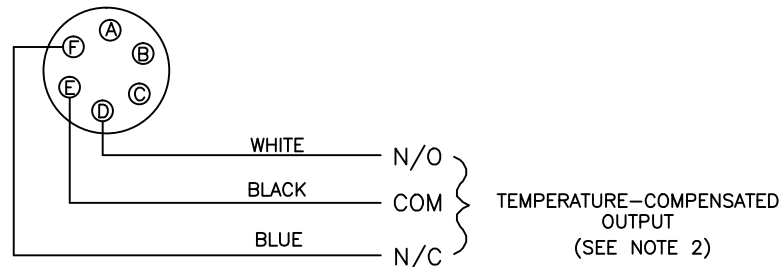 A
F
B
E
C
D
WHITE N/O
BLACK COM
TEMPERATURE-COMPENSATED
OUTPUT
(SEE NOTE 2)
BLUE N/C